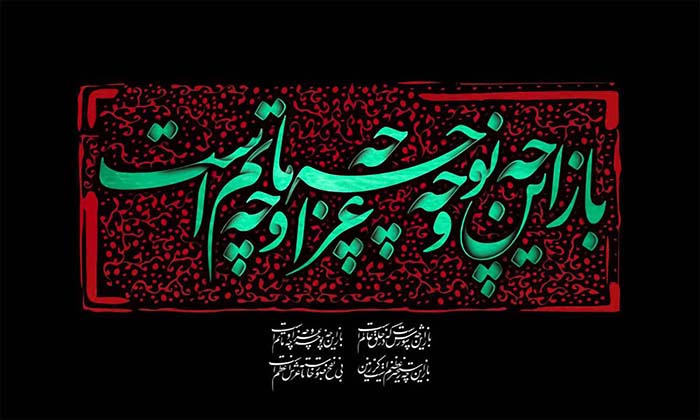 باز این چه نوحه و چه عزا و چه ماتم است
باز این چه شورش است که در خلق عالم است
باز این چه نوحه و چه عزا و چه ماتم است
باز این چه رستخیز عظیم است کز زمین
بی نفخ صور خاسته تا عرش اعظم است